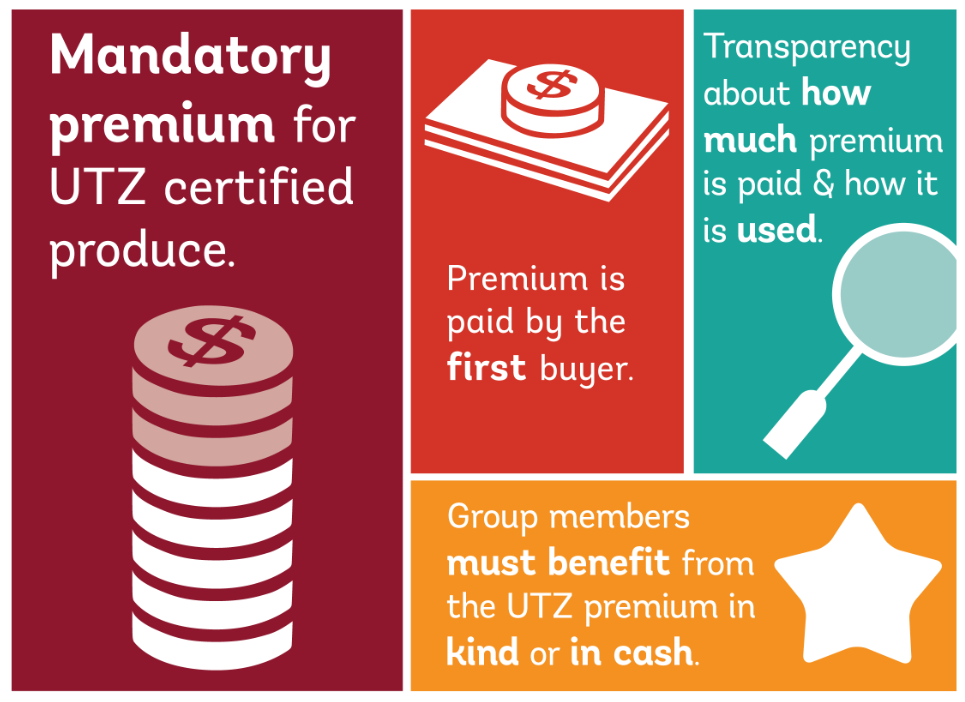 Mandatory
premium for
UTZ certified
produce.
$
$
Premium is
paid by the
first buyer.
Transparency
about how
much premium
is paid & how it
is used.
Group members
must benefit from
the UTZ premium in
kind or in cash.